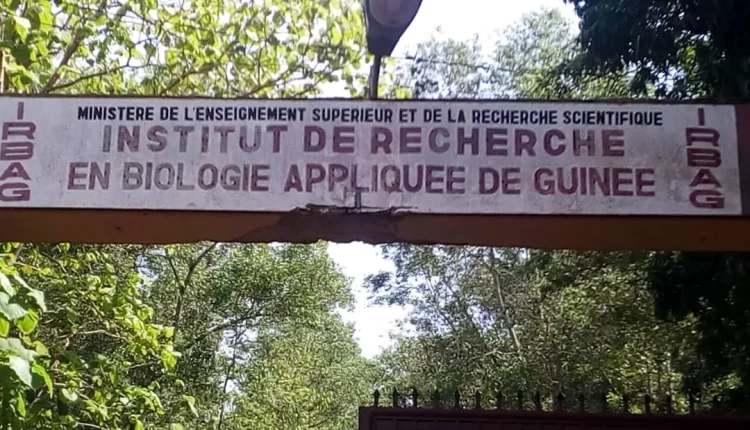 MINISTERE DE L'ENSEIGNEMENT SUPERIEUR ET DE LA RECHERCHE SCIENTIFIQUE
IRBAG
INSTITUT DE RECHERCHE
EN BIOLOGIE APPLIQUEE DE GUINEE
IRBAG